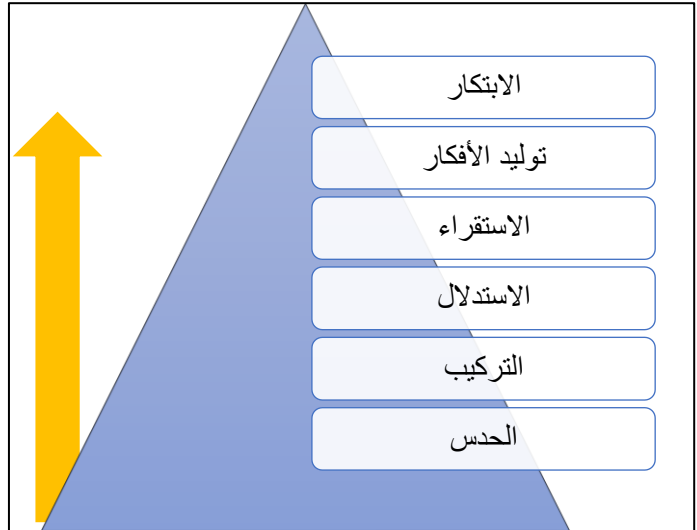 الابتكار
توليد الأفكار
الاستقراء
الاستدلال
التركيب
الحدس